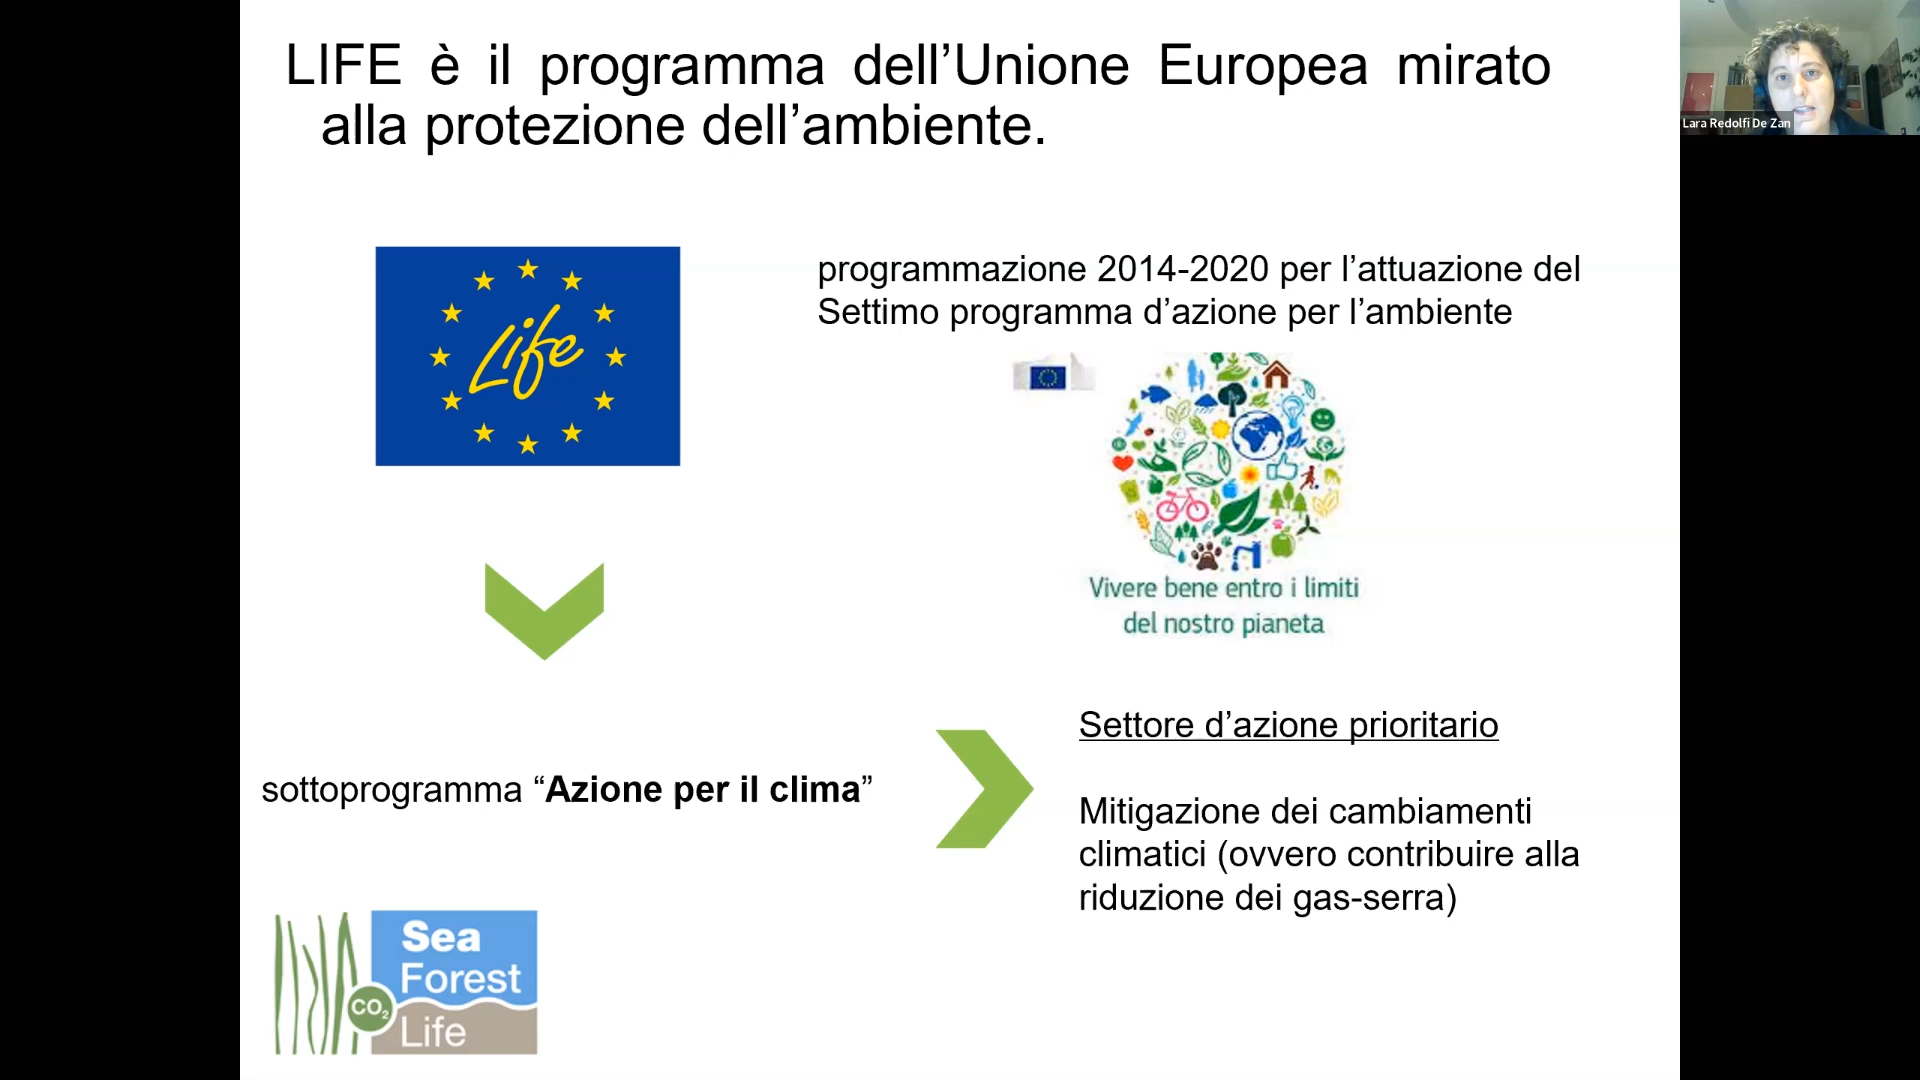 LIFE è il programma dell’Unione Europea mirato
alla protezione dell’ambiente.
Lara Redolfi De Zan
Life
programmazione 2014-2020 per l’attuazione del
Settimo programma d’azione per l’ambiente
Vivere bene entro i limiti
del nostro pianeta
Settore d’azione prioritario
sottoprogramma “Azione per il clima”
Mitigazione dei cambiamenti
climatici (ovvero contribuire alla
riduzione dei gas-serra)
Sea
Forest
CO₂
Life